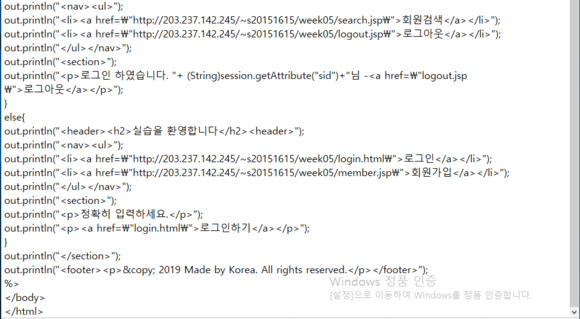 out.println("<nav><ul>");
out.println("<li><a href=₩"http://203.237.142.245/~s20151615/week05/search.jsp₩">회원검색</a></li>");
out.println("<li><a href=₩"http://203.237.142.245/~s20151615/week05/logout.jsp₩">로그아웃</a></li>");
out.println("</ul></nav>");
out.println("<section>");
out.println("<p>로그인 하였습니다. "+ (String)session.getAttribute("sid")+"님 -<a href=₩"logout.jsp
₩">로그아웃</a></p>");
}
else{
out.println("<header><h2>실습을 환영합니다</h2><header>");
out.println("<nav><ul>");
out.println("<li><a href=₩"http://203.237.142.245/~s20151615/week05/login.html₩">로그인</a></li>");
out.println("<li><a href=₩"http://203.237.142.245/~s20151615/week05/member.jsp₩">회원가입</a></li>");
out.println("</ul></nav>");
out.println("<section>");
out.println("<p>정확히 입력하세요.</p>");
out.println("<p><a href=₩"login.html₩">로그인하기</a></p>");
}
out.println("</section>");
out.println("<footer><p>&copy; 2019 Made by Korea. All rights reserved.</p></footer>");
%>
</body>
</html>
Windows 정품 인증
[설정]으로 이동하여 Windows를 정품 인증합니다.